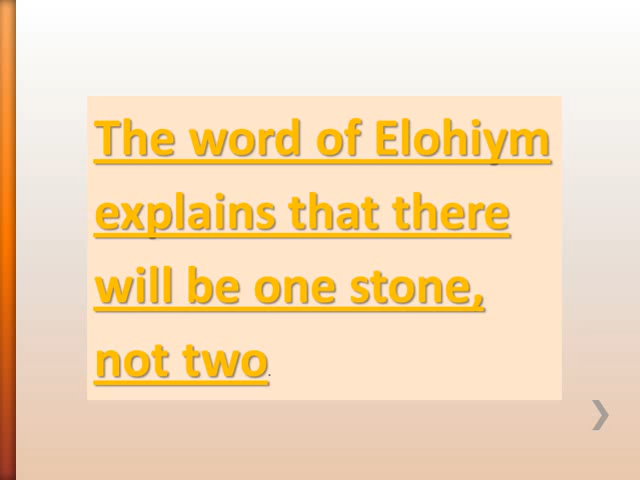 The word of Elohiym
explains that there
will be one stone,
not two.